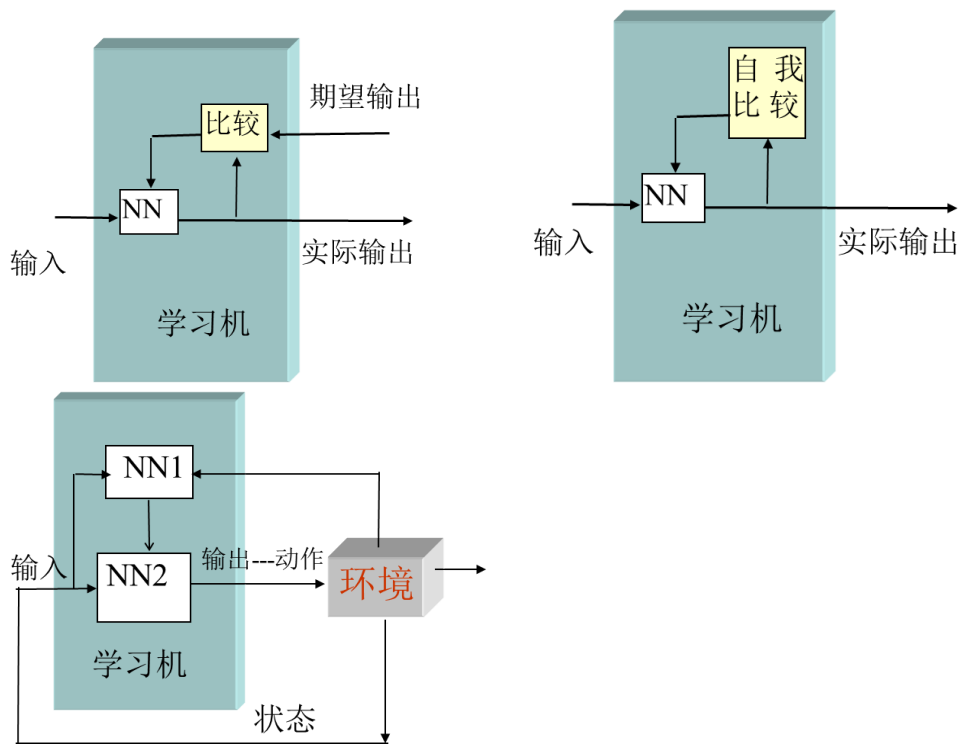 期望输出
比较
NN
输入
实际输出
学习机
自 我
比 较
NN
输入
实际输出
学习机
NN1
输入
NN2
输出---动作
环境
学习机
状态